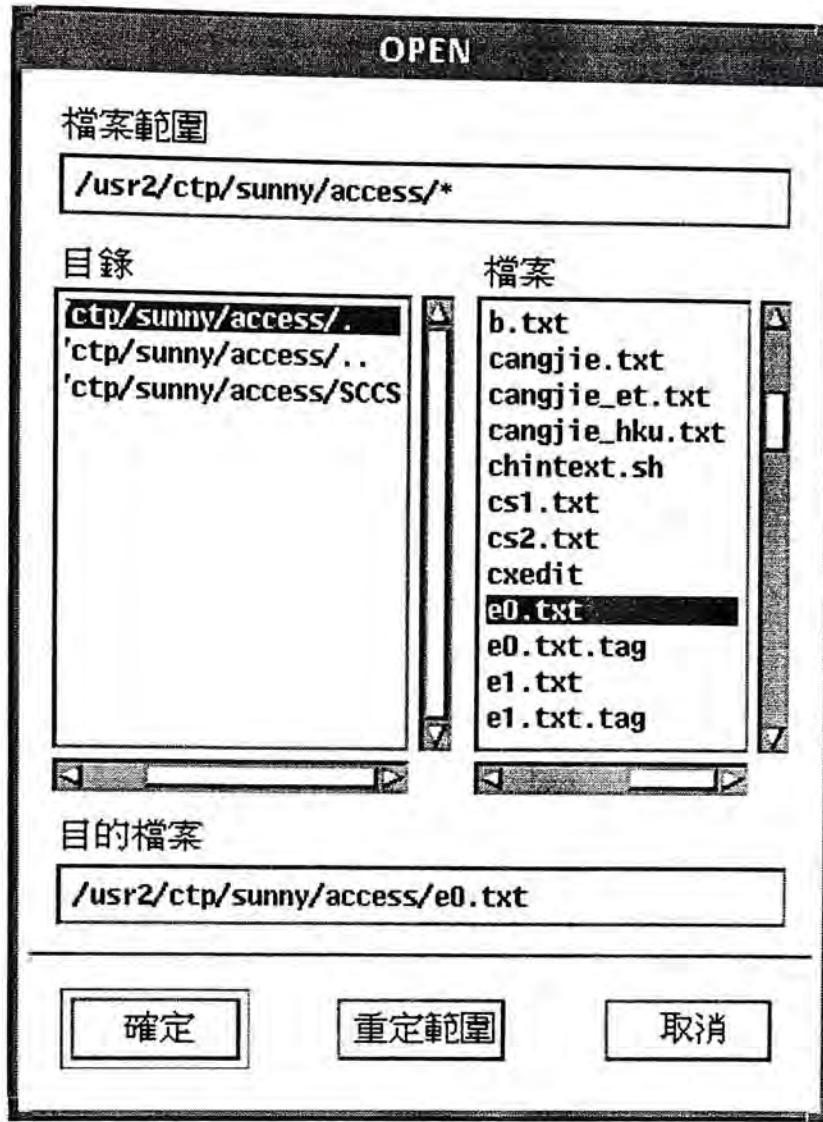 OPEN
檔案範圍
/usr2/ctp/sunny/access/*
目錄
'ctp/sunny/access/.
'ctp/sunny/access/..
'ctp/sunny/access/SCCS
檔案
b.txt
cangjie.txt
cangjie_et.txt
cangjie_hku.txt
chintext.sh
cs1.txt
cs2.txt
cxedit
e0.txt
e0.txt.tag
e1.txt
e1.txt.tag
目的檔案
/usr2/ctp/sunny/access/e0.txt
確定
重定範圍
取消